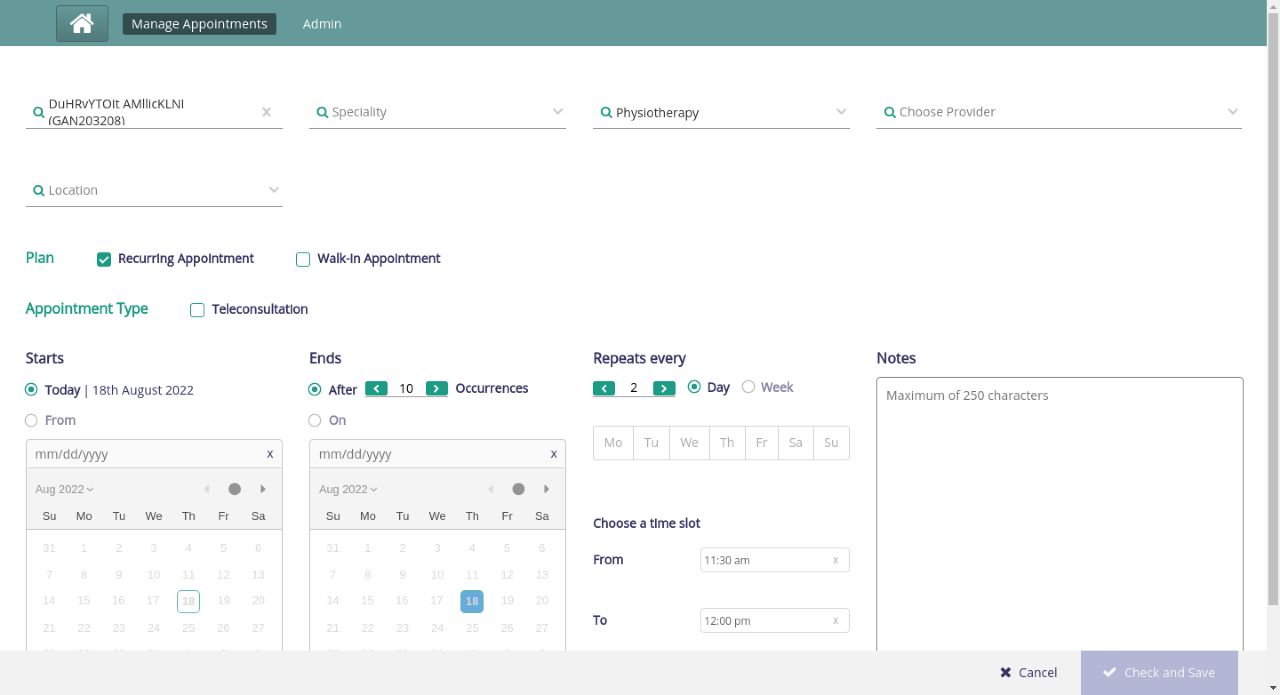 Manage Appointments Admin
DuHRvYTOIt AMllicKLNI
(GAN203208)
Speciality
Physiotherapy
Choose Provider
Location
Plan
Recurring Appointment
Walk-in Appointment
Appointment Type
Teleconsultation
Starts
Today | 18th August 2022
From
mm/dd/yyyy x
Aug 2022
Su Mo Tu We Th Fr Sa
31 1 2 3 4 5 6
7 8 9 10 11 12 13
14 15 16 17 18 19 20
21 22 23 24 25 26 27
Ends
After 10 Occurrences
On
mm/dd/yyyy x
Aug 2022
Su Mo Tu We Th Fr Sa
31 1 2 3 4 5 6
7 8 9 10 11 12 13
14 15 16 17 18 19 20
21 22 23 24 25 26 27
Repeats every
2 Day Week
Mo Tu We Th Fr Sa Su
Choose a time slot
From 11:30 am x
To 12:00 pm x
Notes
Maximum of 250 characters
Cancel
Check and Save